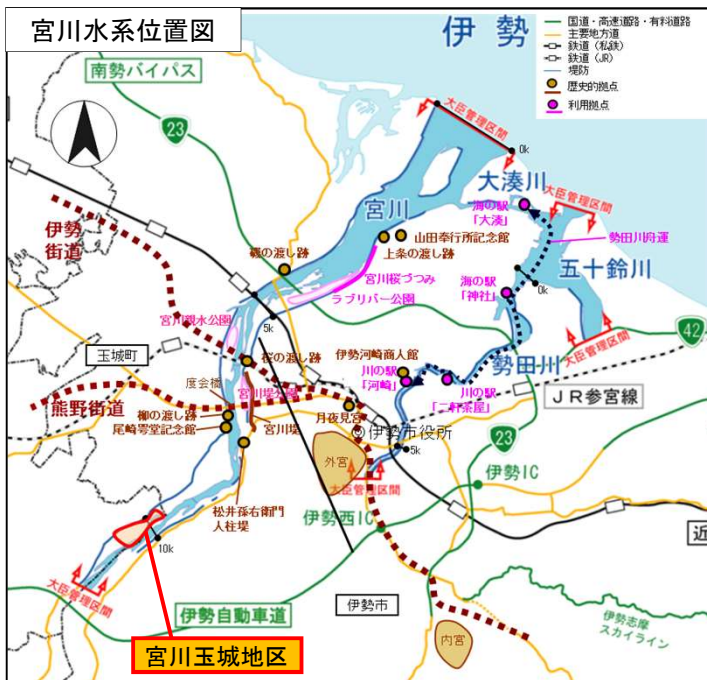 宮川水系位置図
伊勢
国道・高速道路・有料道路
主要地方道
鉄道(私鉄)
鉄道(JR)
堤防
歴史的拠点
利用拠点
南勢バイパス
23
大臣管理区間
0k
大湊川
海の駅
「大湊」
大臣管理区間
宮川
山田奉行所記念館
上条の渡し跡
勢田川舟運
伊勢
街道
磯の渡し跡
宮川桜づつみ
ラブリバー公園
五十鈴川
海の駅
「神社」
0k
宮川親水公園
5k
42
玉城町
桜の渡し跡
伊勢河崎商人館
川の駅
「河崎」
勢田川
大臣管理区間
度会橋
宮川堤公園
川の駅
「二軒茶屋」
JR参宮線
熊野街道
柳の渡し跡
尾崎咢堂記念館
宮川堤
月夜見宮
伊勢市役所
5k
23
外宮
大臣管理区間
伊勢IC
松井孫右衛門
人柱堤
伊勢西IC
近
10k
大臣管理区間
伊勢自動車道
伊勢市
伊勢志摩
スカイライン
内宮
宮川玉城地区